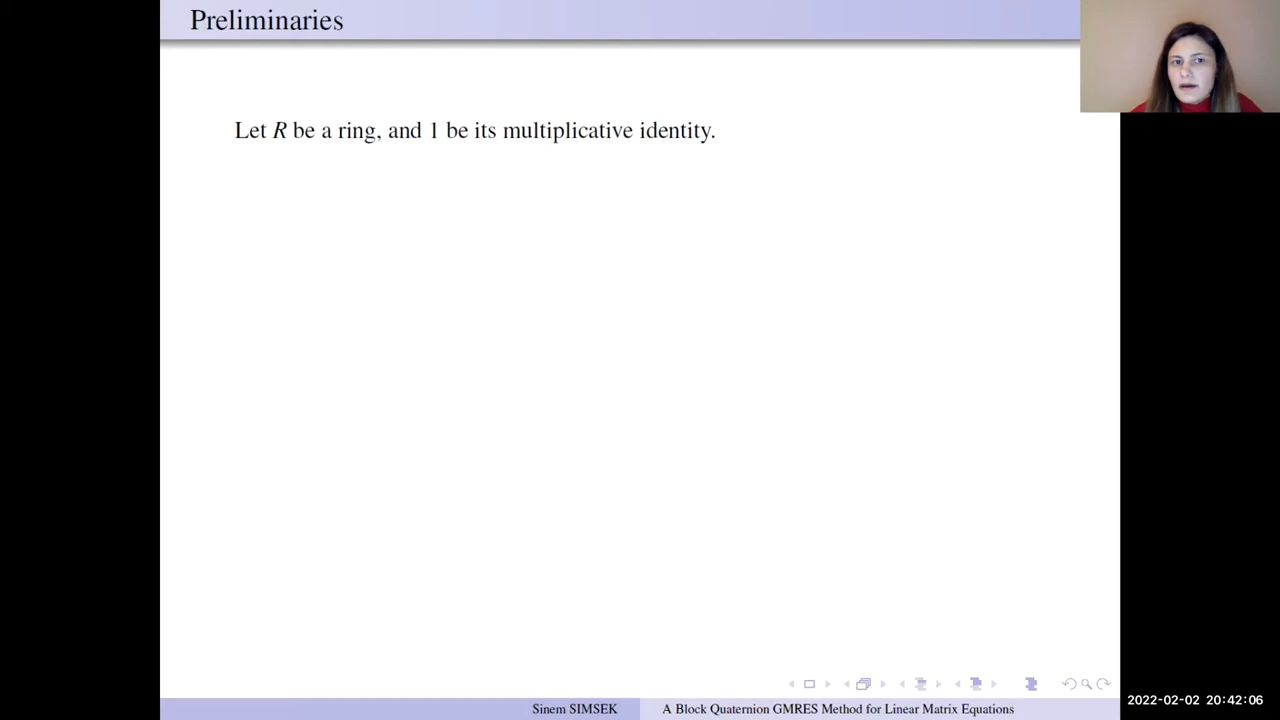 Preliminaries
Let R be a ring, and 1 be its multiplicative identity.
Sinem SIMSEK
A Block Quaternion GMRES Method for Linear Matrix Equations
2022-02-02 20:42:06